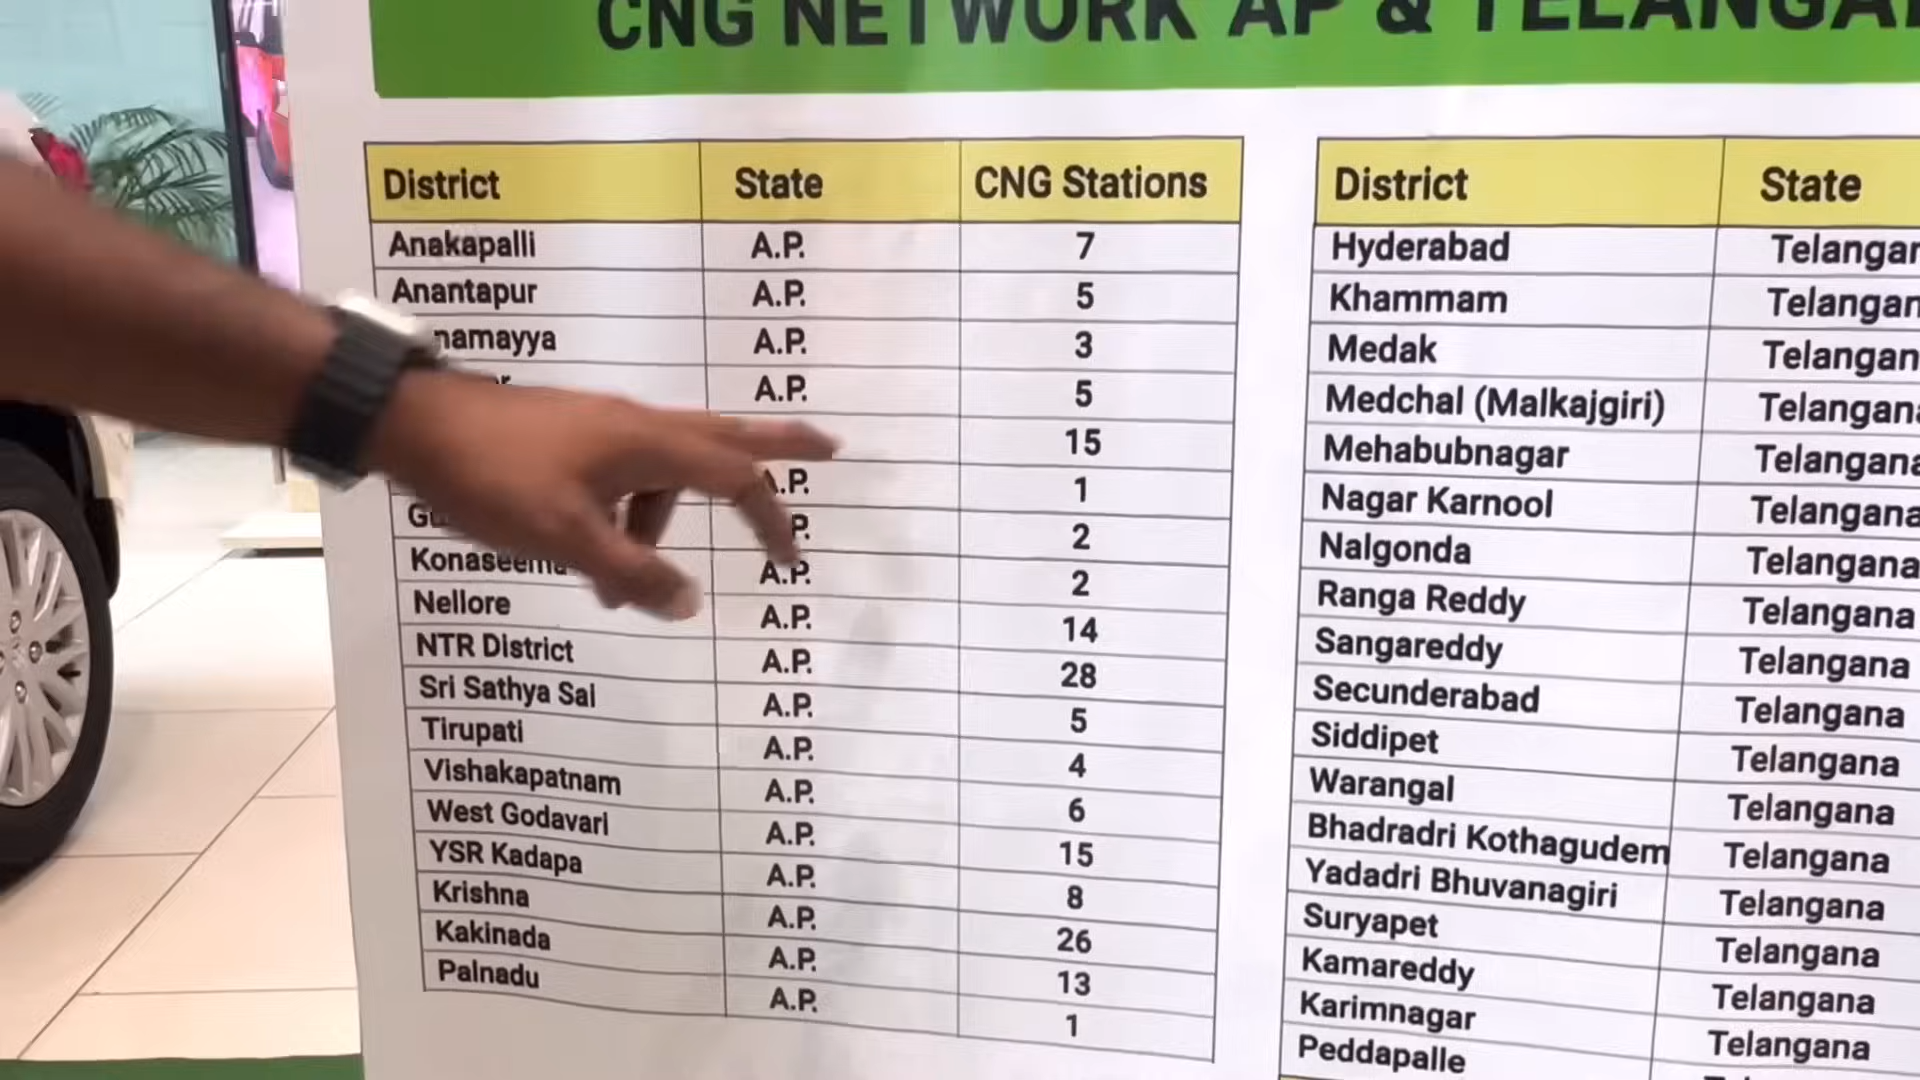 CNG NETWORK AP & TELANGA
District State CNG Stations
Anakapalli A.P. 7
Anantapur A.P. 5
namayya A.P. 3
A.P. 5
15
A.P. 1
P. 2
Konaseema A.P. 2
Nellore A.P. 14
NTR District A.P. 28
Sri Sathya Sai A.P. 5
Tirupati A.P. 4
Vishakapatnam A.P. 6
West Godavari A.P. 15
YSR Kadapa A.P. 8
Krishna A.P. 26
Kakinada A.P. 13
Palnadu A.P. 1
District State
Hyderabad Telangan
Khammam Telangan
Medak Telangan
Medchal (Malkajgiri) Telangana
Mehabubnagar Telangana
Nagar Karnool Telangana
Nalgonda Telangana
Ranga Reddy Telangana
Sangareddy Telangana
Secunderabad Telangana
Siddipet Telangana
Warangal Telangana
Bhadradri Kothagudem Telangana
Yadadri Bhuvanagiri Telangana
Suryapet Telangana
Kamareddy Telangana
Karimnagar Telangana
Peddapalle